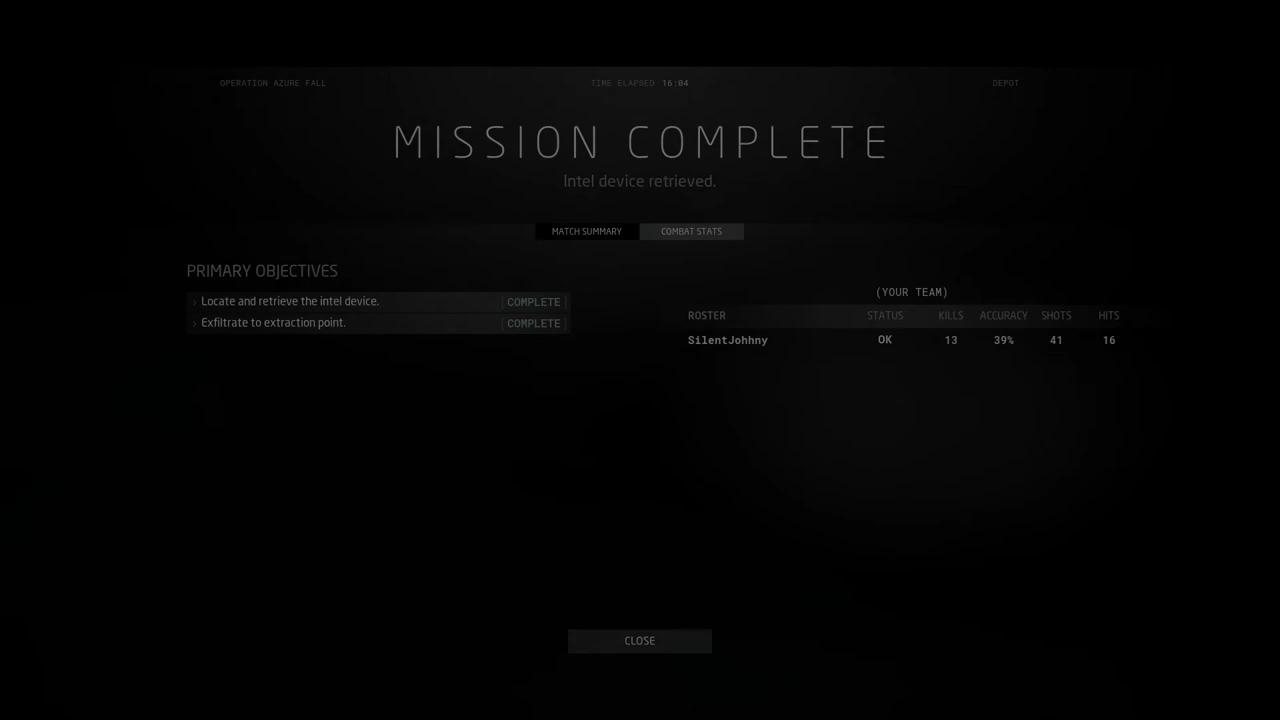 OPERATION AZURE FALL TIME ELAPSED 16:04 DEPOT
MISSION COMPLETE
Intel device retrieved.
MATCH SUMMARY COMBAT STATS
PRIMARY OBJECTIVES
› Locate and retrieve the intel device. [ COMPLETE ]
› Exfiltrate to extraction point. [ COMPLETE ]
(YOUR TEAM)
ROSTER STATUS KILLS ACCURACY SHOTS HITS
SilentJohhny OK 13 39% 41 16
CLOSE